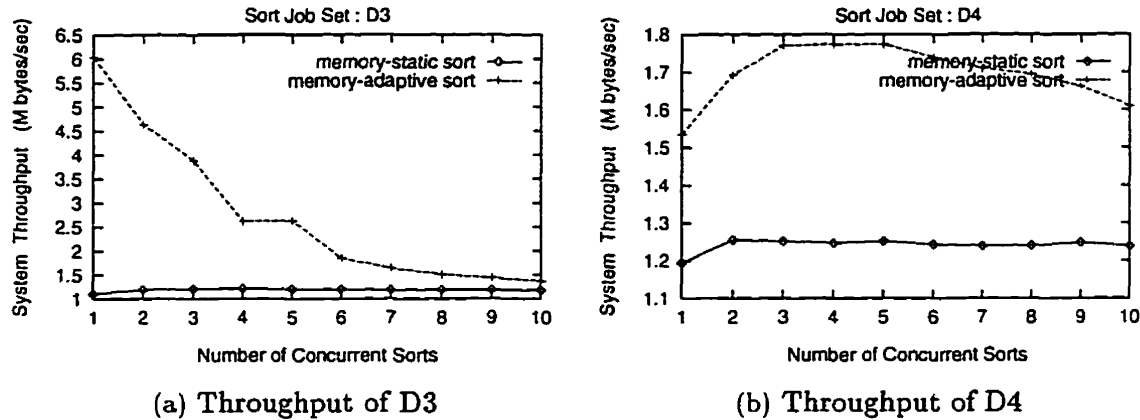 Sort Job Set : D3
System Throughput (M bytes/sec)
6.5
6
5.5
5
4.5
4
3.5
3
2.5
2
1.5
1
memory-static sort
memory-adaptive sort
1 2 3 4 5 6 7 8 9 10
Number of Concurrent Sorts
(a) Throughput of D3
Sort Job Set : D4
System Throughput (M bytes/sec)
1.8
1.7
1.6
1.5
1.4
1.3
1.2
1.1
memory-static sort
memory-adaptive sort
1 2 3 4 5 6 7 8 9 10
Number of Concurrent Sorts
(b) Throughput of D4